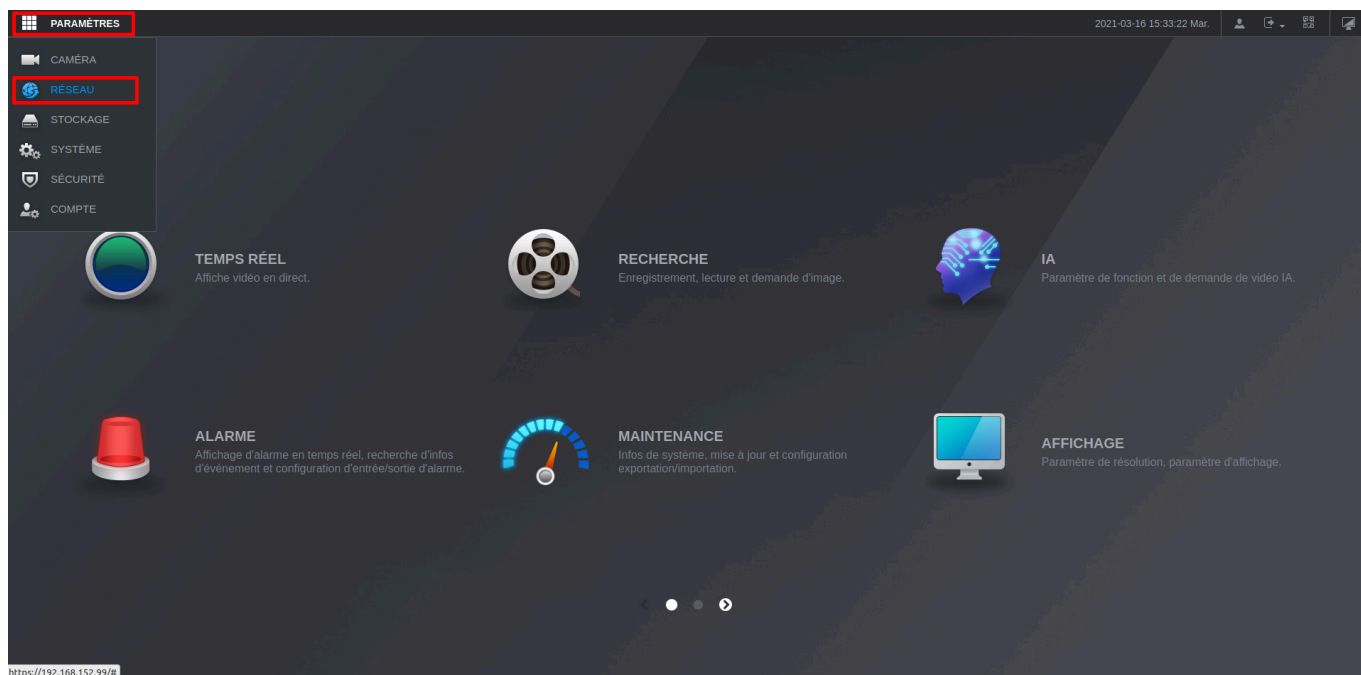 PARAMÈTRES
2021-03-16 15:33:22 Mar.
CAMÉRA
RÉSEAU
STOCKAGE
SYSTÈME
SÉCURITÉ
COMPTE
TEMPS RÉEL
Affiche vidéo en direct.
RECHERCHE
Enregistrement, lecture et demande d'image.
IA
Paramètre de fonction et de demande de vidéo IA.
ALARME
Affichage d'alarme en temps réel, recherche d'infos
d'événement et configuration d'entrée/sortie d'alarme.
MAINTENANCE
Infos de système, mise à jour et configuration
exportation/importation.
AFFICHAGE
Paramètre de résolution, paramètre d'affichage.
https://192.168.152.99/#